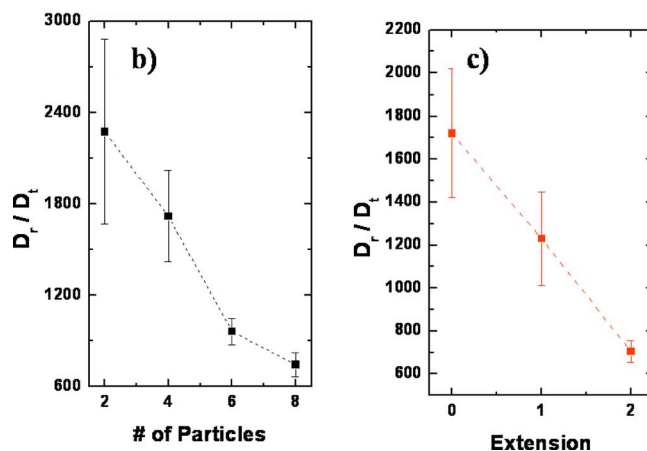 b)
3000
2400
1800
1200
600
D_r / D_t
2 4 6 8
# of Particles
c)
2200
2000
1800
1600
1400
1200
1000
800
600
D_r / D_t
0 1 2
Extension